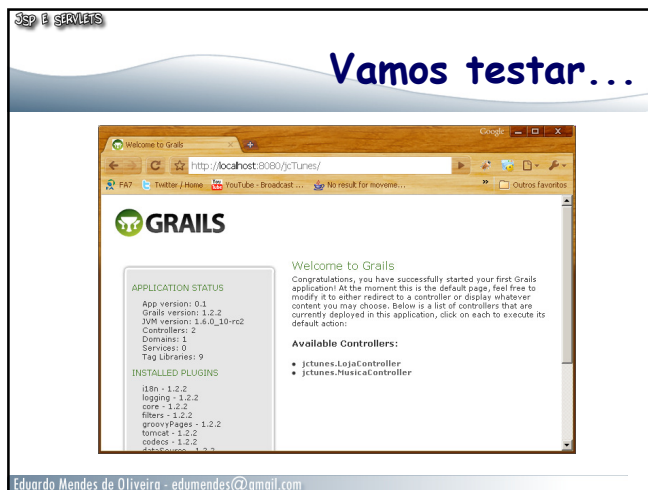 JSP E SERVLETS
Vamos testar...
Google
Welcome to Grails
http://localhost:8080/jcTunes/
FA7
Twitter / Home
YouTube - Broadcast ...
No result for moveme...
»
Outros favoritos
GRAILS
APPLICATION STATUS
App version: 0.1
Grails version: 1.2.2
JVM version: 1.6.0_10-rc2
Controllers: 2
Domains: 1
Services: 0
Tag Libraries: 9
INSTALLED PLUGINS
i18n - 1.2.2
logging - 1.2.2
core - 1.2.2
filters - 1.2.2
groovyPages - 1.2.2
tomcat - 1.2.2
codecs - 1.2.2
dataSource - 1.2.2
Welcome to Grails
Congratulations, you have successfully started your first Grails
application! At the moment this is the default page, feel free to
modify it to either redirect to a controller or display whatever
content you may choose. Below is a list of controllers that are
currently deployed in this application, click on each to execute its
default action:
Available Controllers:
jctunes.LojaController
jctunes.MusicaController
Eduardo Mendes de Oliveira - edumendes@gmail.com